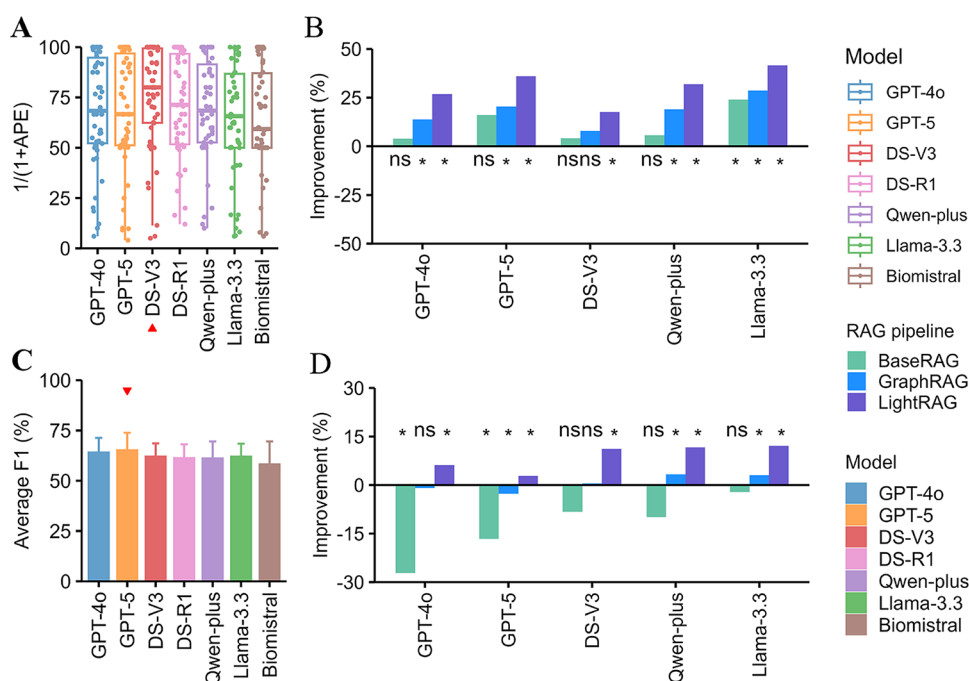 A
1/(1+APE)
100
75
50
25
0
GPT-4o
GPT-5
DS-V3
DS-R1
Qwen-plus
Llama-3.3
Biomistral
B
Improvement (%)
50
25
0
-25
-50
ns * *
ns * *
nsns *
ns * *
* * *
GPT-4o
GPT-5
DS-V3
Qwen-plus
Llama-3.3
Model
GPT-4o
GPT-5
DS-V3
DS-R1
Qwen-plus
Llama-3.3
Biomistral
RAG pipeline
BaseRAG
GraphRAG
LightRAG
C
Average F1 (%)
100
75
50
25
0
GPT-4o
GPT-5
DS-V3
DS-R1
Qwen-plus
Llama-3.3
Biomistral
D
Improvement (%)
30
15
0
-15
-30
* ns *
* * *
nsns *
ns * *
ns * *
GPT-4o
GPT-5
DS-V3
Qwen-plus
Llama-3.3
Model
GPT-4o
GPT-5
DS-V3
DS-R1
Qwen-plus
Llama-3.3
Biomistral